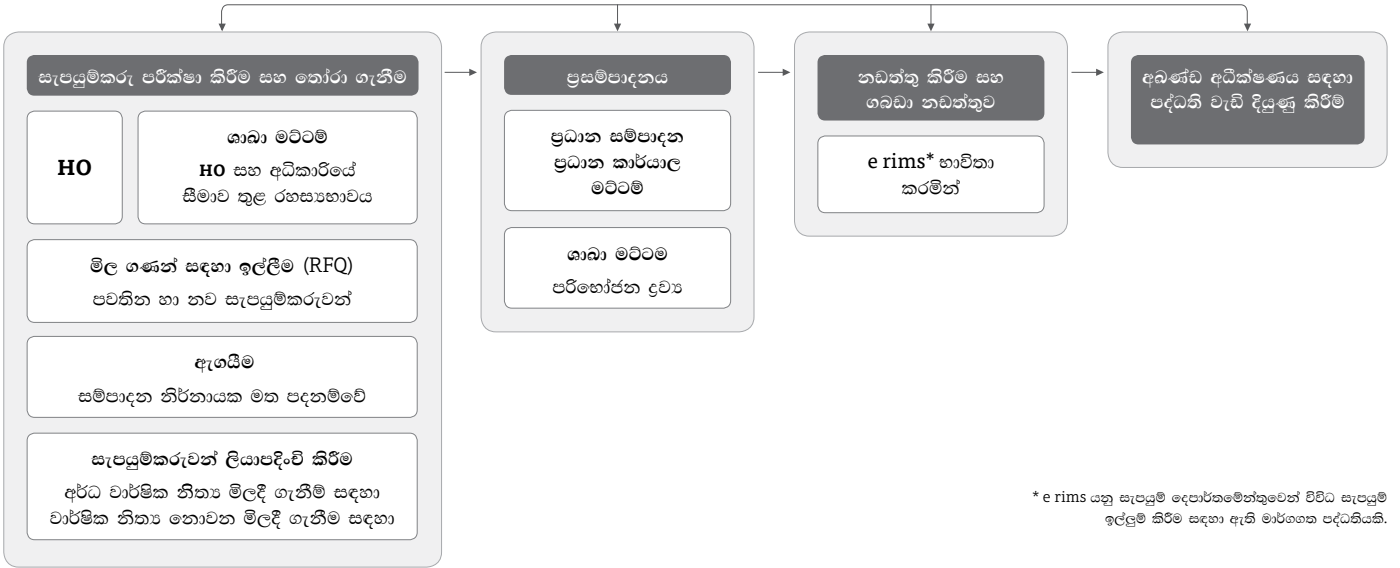 සැපයුම්කරු පරීක්ෂා කිරීම සහ තෝරා ගැනීම
HO
ශාඛා මට්ටම්
HO සහ අධිකාරියේ
සීමාව තුළ රහස්‍යභාවය
මිල ගණන් සඳහා ඉල්ලීම (RFQ)
පවතින හා නව සැපයුම්කරුවන්
ඇගයීම
සම්පාදන නිර්නායක මත පදනම්වේ
සැපයුම්කරුවන් ලියාපදිංචි කිරීම
අර්ධ වාර්ෂික නිත්‍ය මිලදී ගැනීම් සඳහා
වාර්ෂික නිත්‍ය නොවන මිලදී ගැනීම සඳහා
ප්‍රසම්පාදනය
ප්‍රධාන සම්පාදන
ප්‍රධාන කාර්යාල
මට්ටම්
ශාඛා මට්ටම
පරිභෝජන ද්‍රව්‍ය
නඩත්තු කිරීම සහ
ගබඩා නඩත්තුව
e rims* භාවිතා
කරමින්
අඛණ්ඩ අධීක්ෂණය සඳහා
පද්ධති වැඩි දියුණු කිරීම්
* e rims යනු සැපයුම් දෙපාර්තමේන්තුවෙන් විවිධ සැපයුම්
ඉල්ලුම් කිරීම සඳහා ඇති මාර්ගගත පද්ධතියකි.